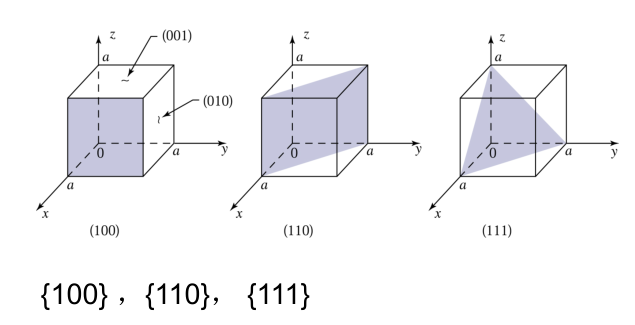 z z z
(001)
a a a
(010)
0 0 0
a y a y a y
a a a
x x x
(100) (110) (111)
{100} ，{110}， {111}